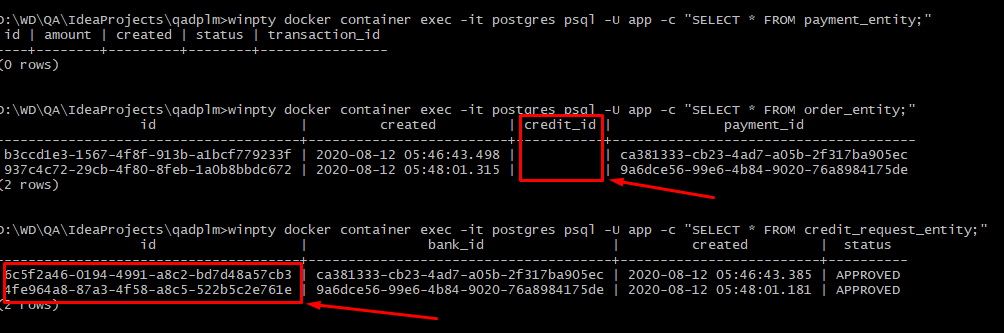 D:\WD\QA\IdeaProjects\qadplm>winpty docker container exec -it postgres psql -U app -c "SELECT * FROM payment_entity;"
id | amount | created | status | transaction_id
----+--------+---------+--------+----------------
(0 rows)
D:\WD\QA\IdeaProjects\qadplm>winpty docker container exec -it postgres psql -U app -c "SELECT * FROM order_entity;"
id | created | credit_id | payment_id
--------------------------------------+-------------------------+-----------+--------------------------------------
b3ccd1e3-1567-4f8f-913b-a1bcf779233f | 2020-08-12 05:46:43.498 | | ca381333-cb23-4ad7-a05b-2f317ba905ec
937c4c72-29cb-4f80-8feb-1a0b8bbdc672 | 2020-08-12 05:48:01.315 | | 9a6dce56-99e6-4b84-9020-76a8984175de
(2 rows)
D:\WD\QA\IdeaProjects\qadplm>winpty docker container exec -it postgres psql -U app -c "SELECT * FROM credit_request_entity;"
id | bank_id | created | status
--------------------------------------+--------------------------------------+-------------------------+----------
6c5f2a46-0194-4991-a8c2-bd7d48a57cb3 | ca381333-cb23-4ad7-a05b-2f317ba905ec | 2020-08-12 05:46:43.385 | APPROVED
4fe964a8-87a3-4f58-a8c5-522b5c2e761e | 9a6dce56-99e6-4b84-9020-76a8984175de | 2020-08-12 05:48:01.181 | APPROVED
(2 rows)